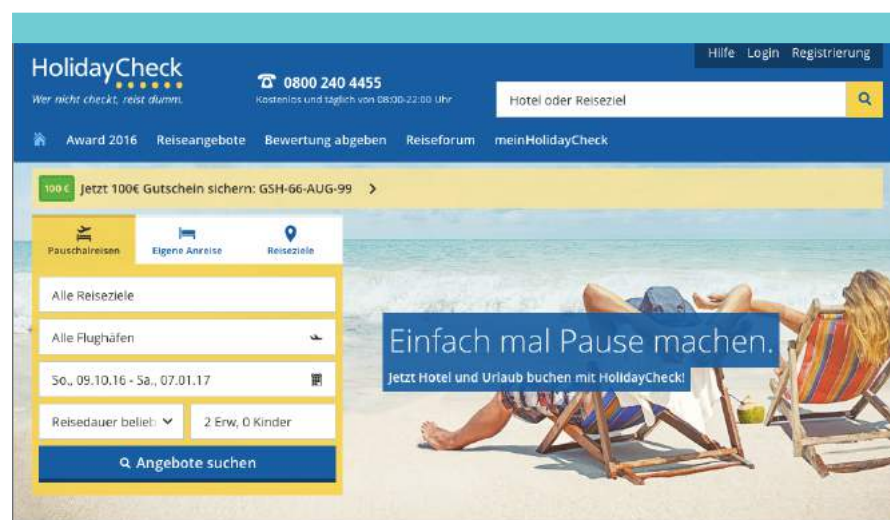 Hilfe Login Registrierung
HolidayCheck
Wer nicht checkt, reist dumm.
0800 240 4455
Kostenlos und täglich von 08:00-22:00 Uhr
Hotel oder Reiseziel
Award 2016 Reiseangebote Bewertung abgeben Reiseforum meinHolidayCheck
100 € Jetzt 100€ Gutschein sichern: GSH-66-AUG-99
Pauschalreisen Eigene Anreise Reiseziele
Alle Reiseziele
Alle Flughäfen
So., 09.10.16 - Sa., 07.01.17
Reisedauer belieb 2 Erw, 0 Kinder
Angebote suchen
Einfach mal Pause machen.
Jetzt Hotel und Urlaub buchen mit HolidayCheck!